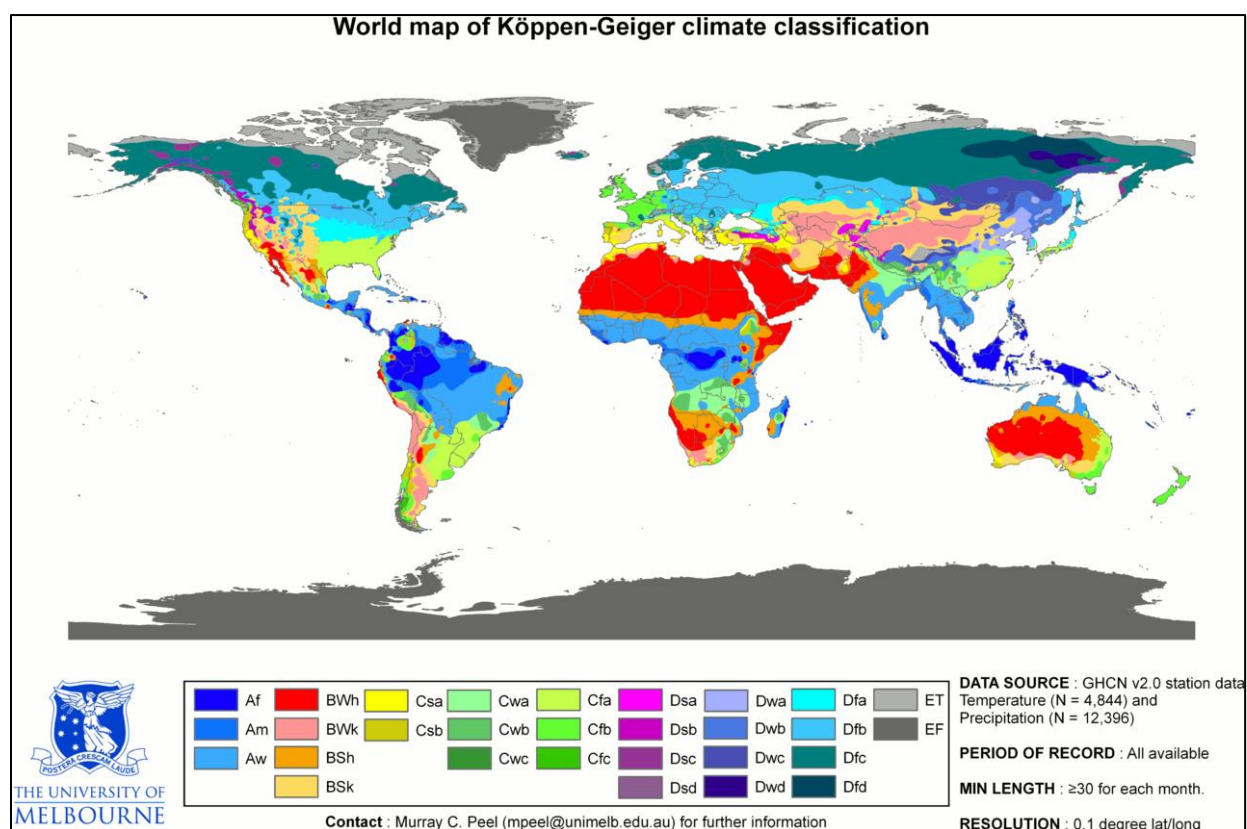 World map of Köppen-Geiger climate classification
POSTERA CRESCAM LAUDE
THE UNIVERSITY OF
MELBOURNE
Af
Am
Aw
BWh
BWk
BSh
BSk
Csa
Csb
Cwa
Cwb
Cwc
Cfa
Cfb
Cfc
Dsa
Dsb
Dsc
Dsd
Dwa
Dwb
Dwc
Dwd
Dfa
Dfb
Dfc
Dfd
ET
EF
Contact : Murray C. Peel (mpeel@unimelb.edu.au) for further information
DATA SOURCE : GHCN v2.0 station data
Temperature (N = 4,844) and
Precipitation (N = 12,396)
PERIOD OF RECORD : All available
MIN LENGTH : ≥30 for each month.
RESOLUTION : 0.1 degree lat/long